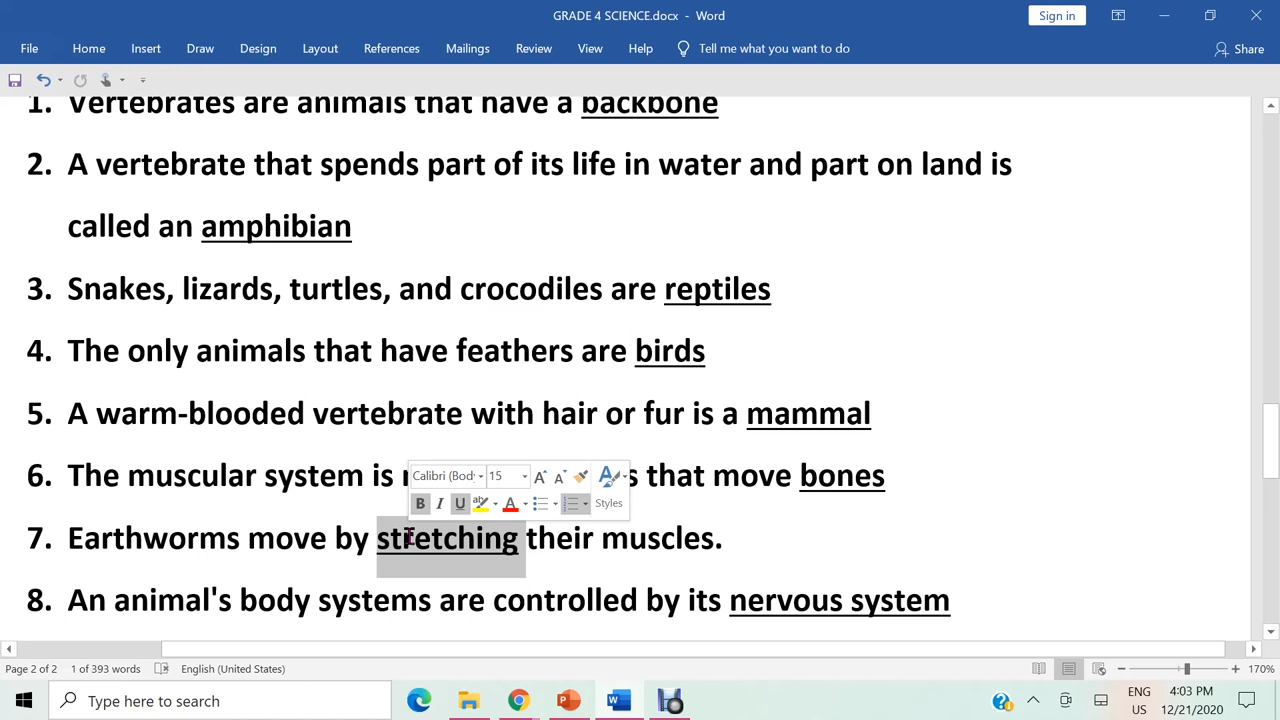 GRADE 4 SCIENCE.docx - Word
Sign in
File Home Insert Draw Design Layout References Mailings Review View Help Tell me what you want to do Share
1. Vertebrates are animals that have a backbone
2. A vertebrate that spends part of its life in water and part on land is
called an amphibian
3. Snakes, lizards, turtles, and crocodiles are reptiles
4. The only animals that have feathers are birds
5. A warm-blooded vertebrate with hair or fur is a mammal
6. The muscular system is that move bones
Calibri (Body 15
B I U Styles
7. Earthworms move by stretching their muscles.
8. An animal's body systems are controlled by its nervous system
Page 2 of 2 1 of 393 words English (United States) 170%
Type here to search
ENG 4:03 PM
US 12/21/2020